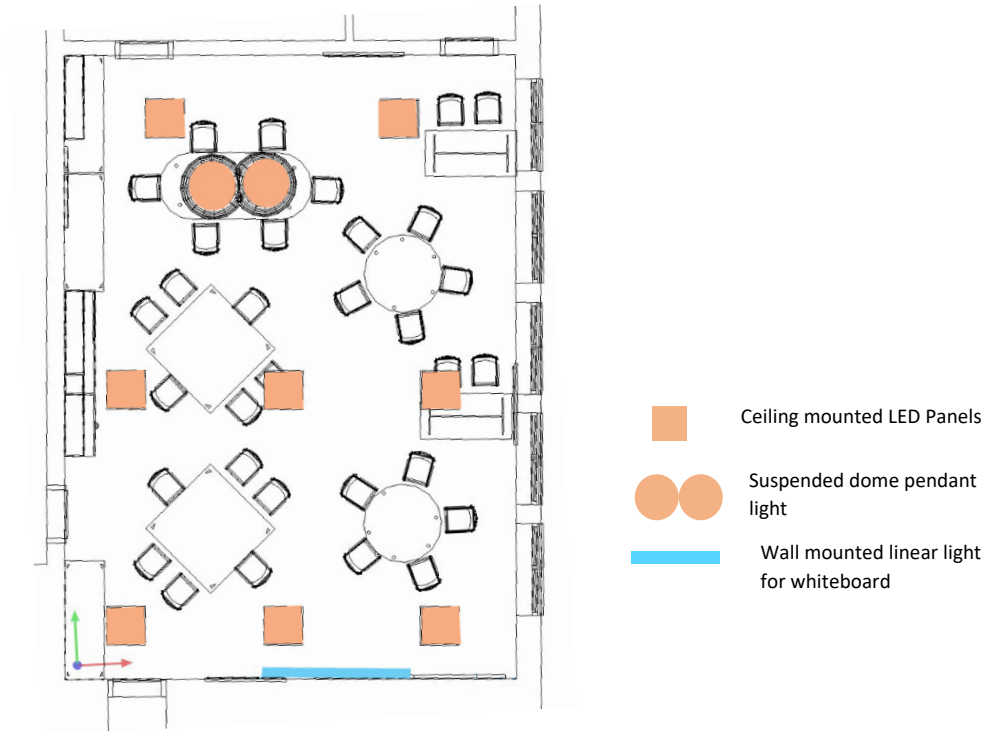 Ceiling mounted LED Panels
Suspended dome pendant
light
Wall mounted linear light
for whiteboard